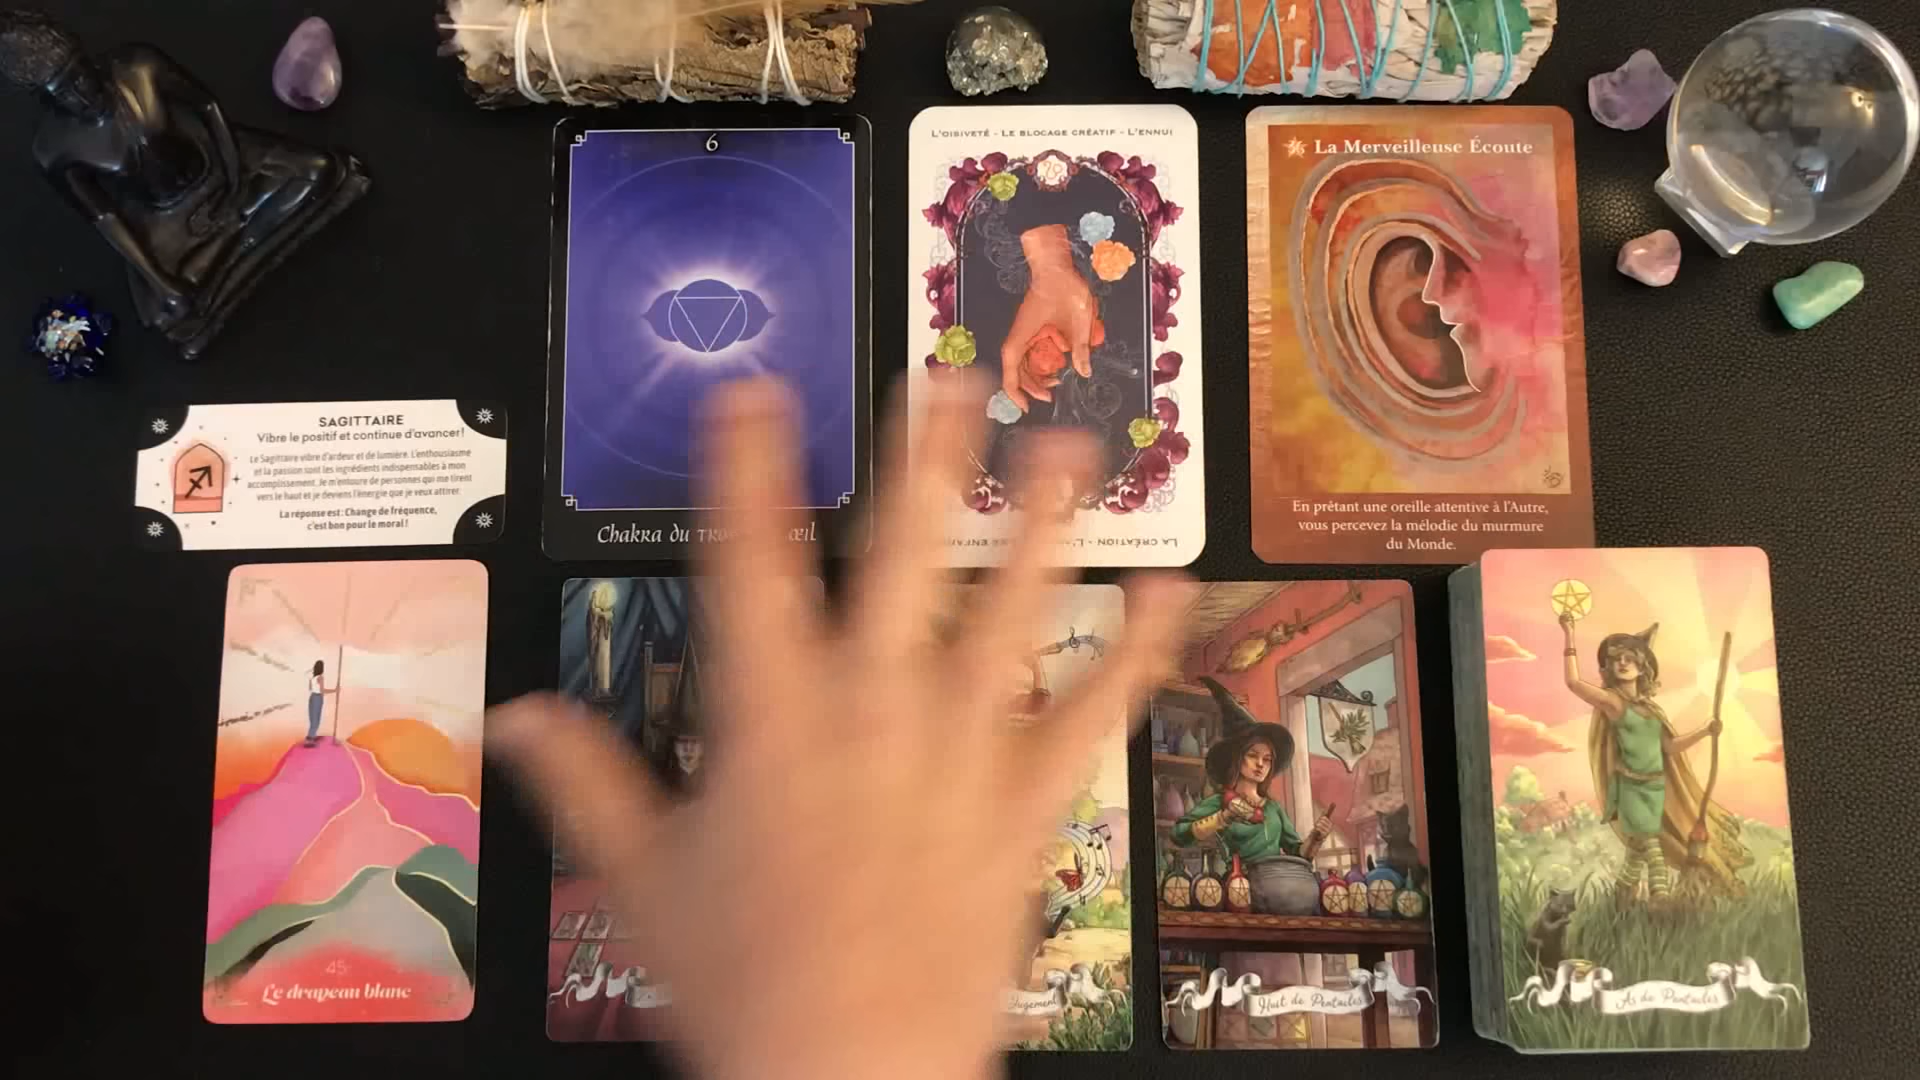 6
Chakra du
L'OISIVETÉ - LE BLOCAGE CRÉATIF - L'ENNUI
LA CRÉATION - L'
La Merveilleuse Écoute
En prêtant une oreille attentive à l'Autre,
vous percevez la mélodie du murmure
du Monde.
SAGITTAIRE
Vibre le positif et continue d'avancer!
Le Sagittaire vibre d'ardeur et de lumière. L'enthousiasme
et la passion sont les ingrédients indispensables à mon
accomplissement. Je m'entoure de personnes qui me tirent
vers le haut et je deviens l'énergie que je veux attirer.
La réponse est : Change de fréquence,
c'est bon pour le moral !
45
Le drapeau blanc
Jugement
Huit de Pentacles
As de Pentacles